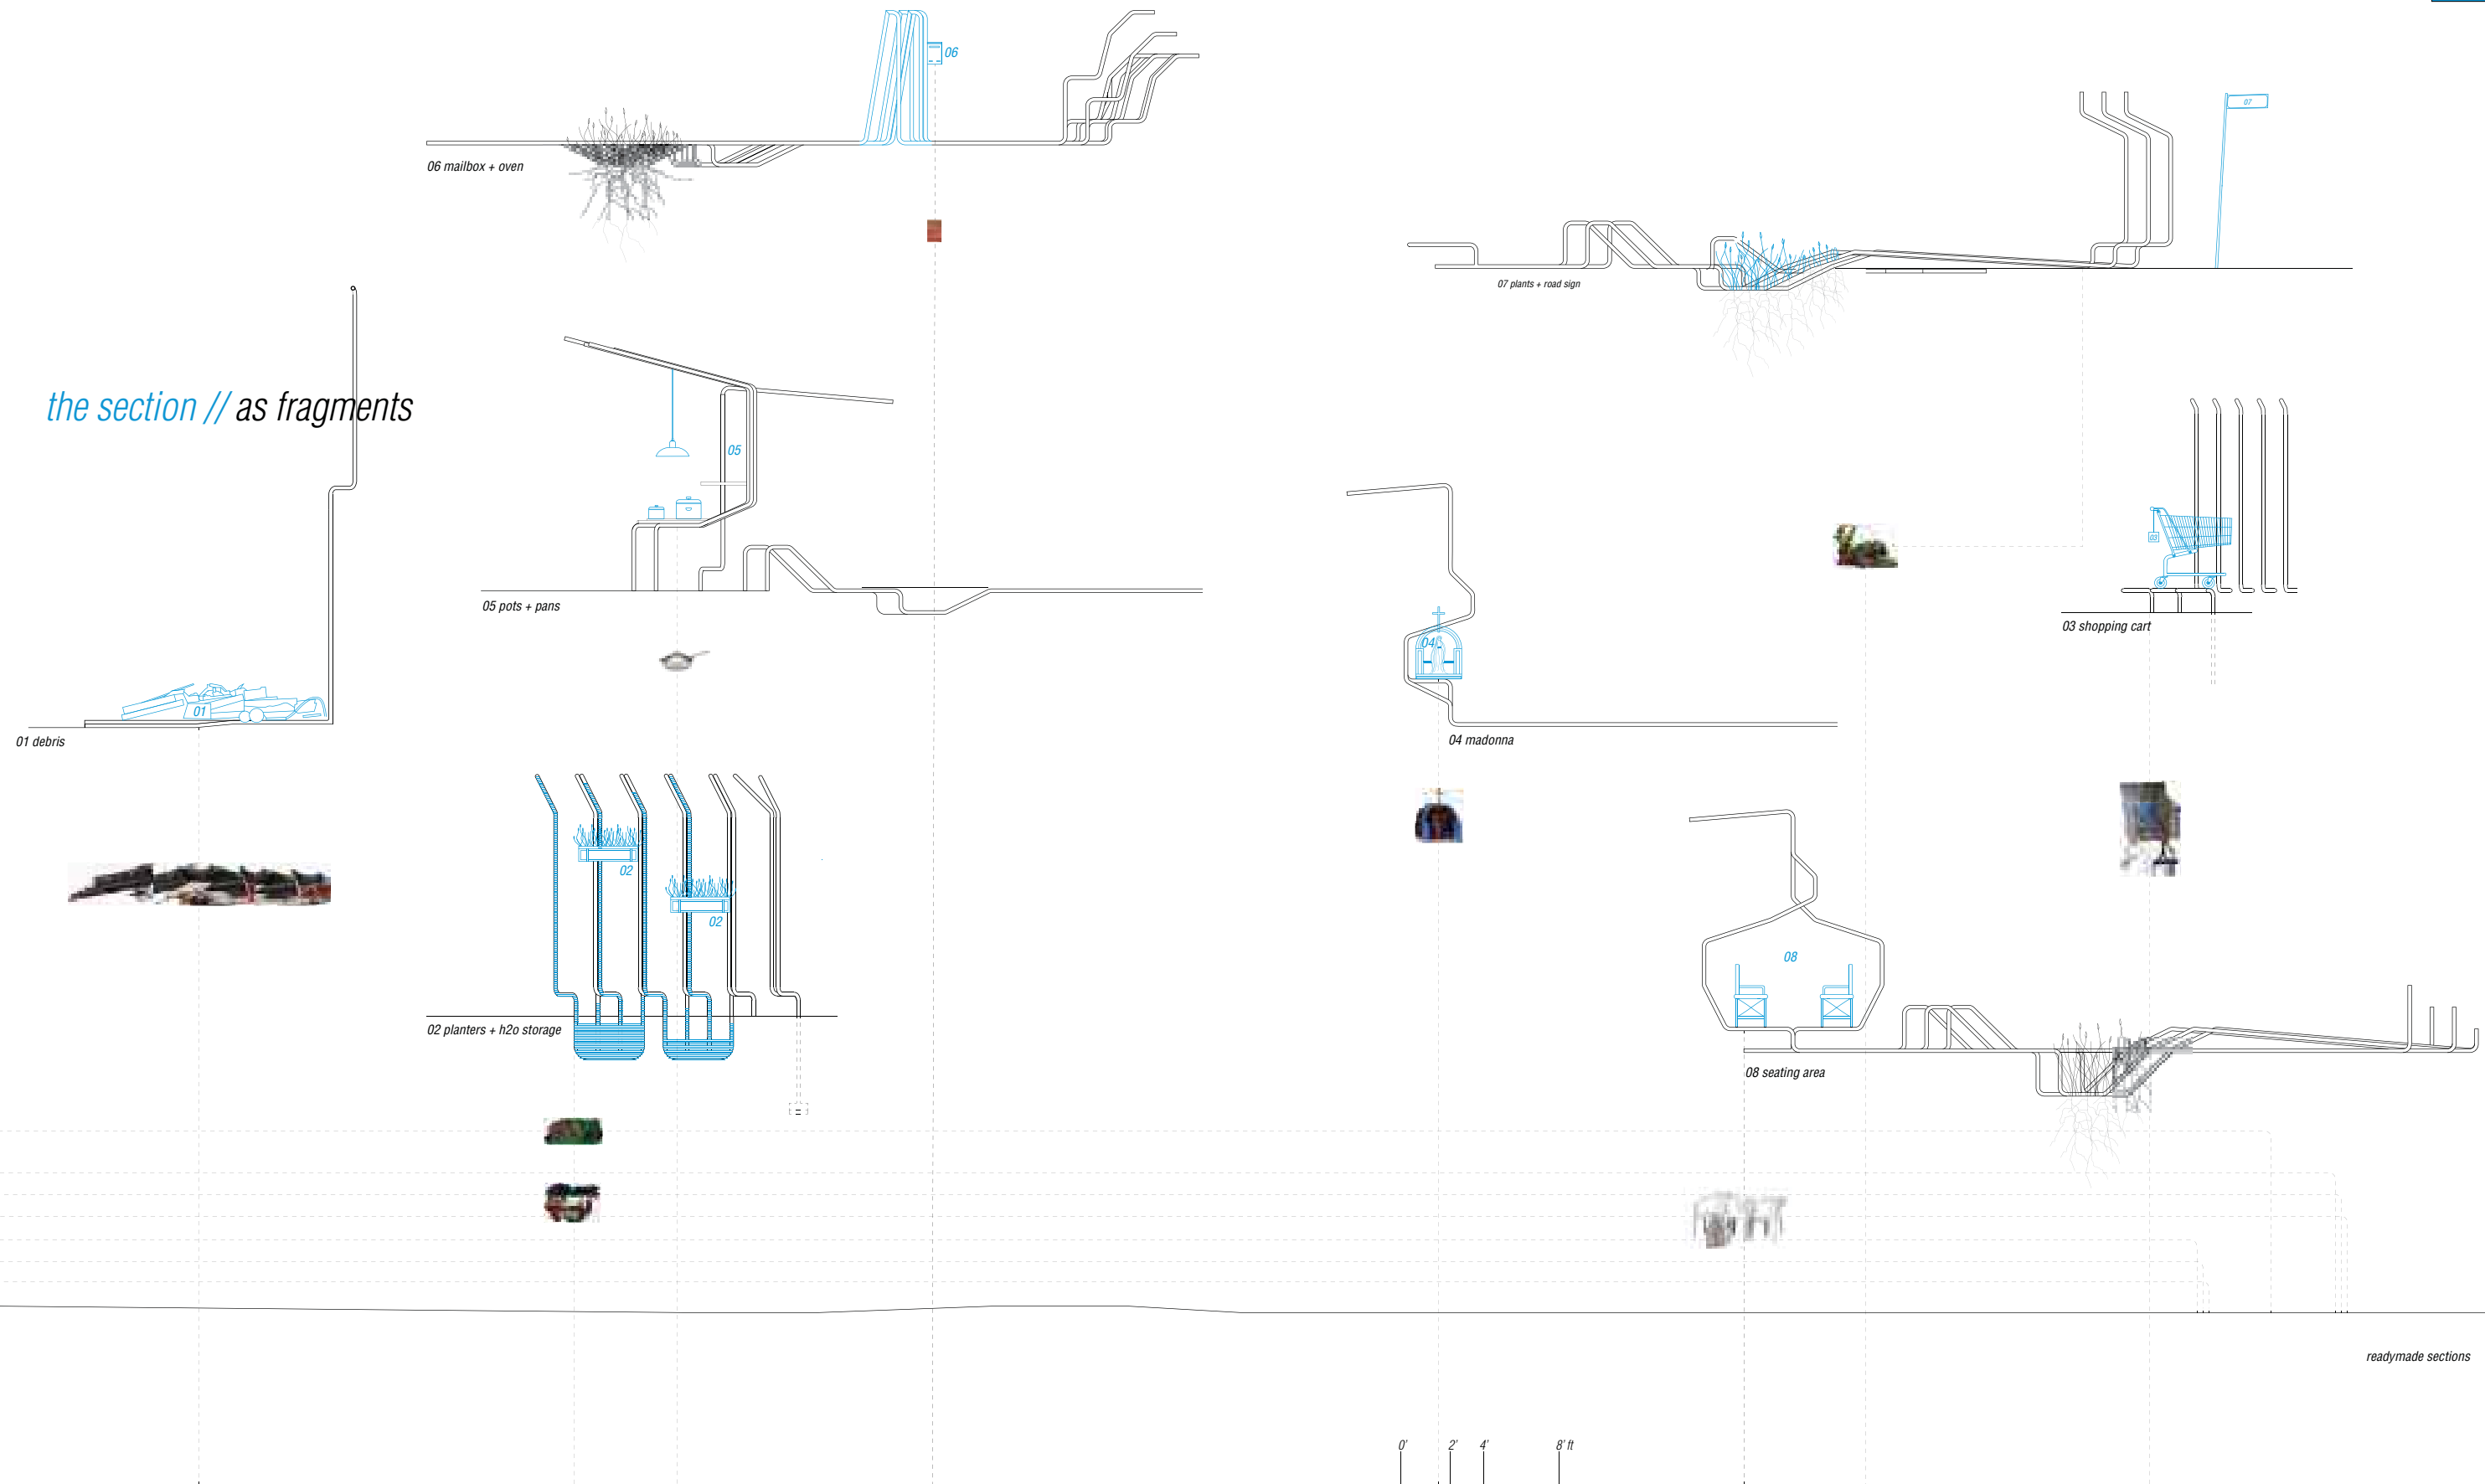 06
07
06 mailbox + oven
07 plants + road sign
the section // as fragments
05
03
05 pots + pans
03 shopping cart
04
01
01 debris
04 madonna
02
02
08
02 planters + h2o storage
08 seating area
readymade sections
0' 2' 4' 8' ft